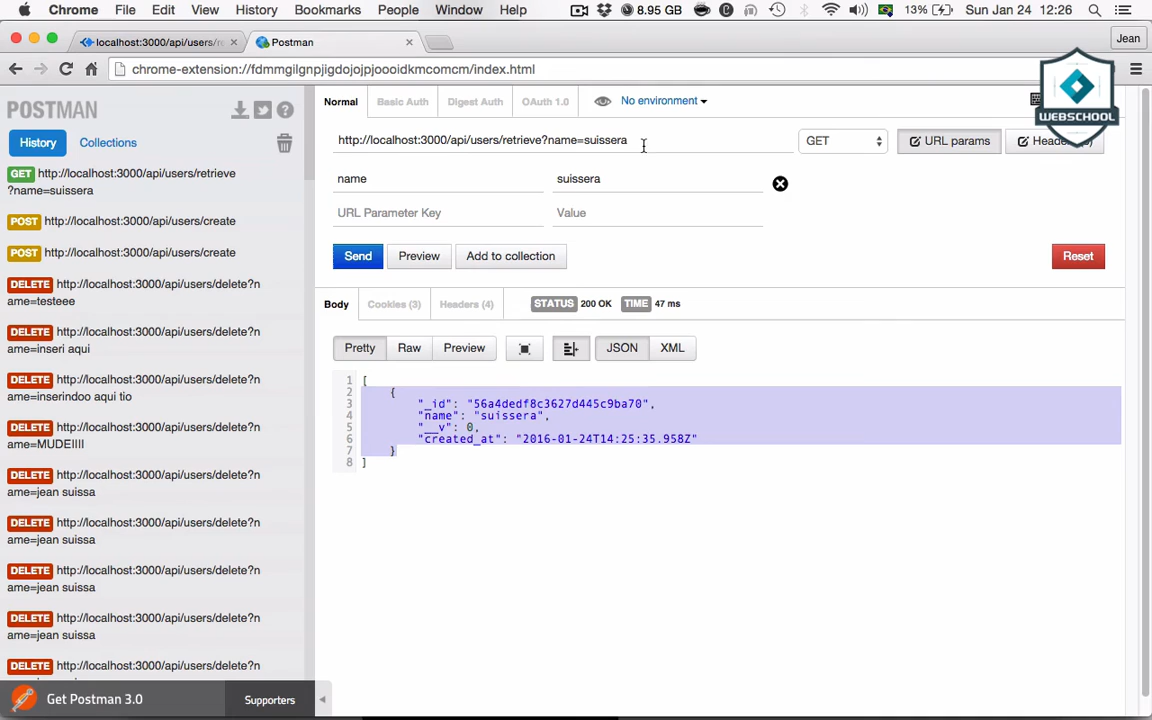 Chrome File Edit View History Bookmarks People Window Help 8.95 GB 13% Sun Jan 24 12:26
localhost:3000/api/users/r Postman Jean
chrome-extension://fdmmgilgnpjigdojojpjoooidkmcomcm/index.html
WEBSCHOOL
POSTMAN
Normal Basic Auth Digest Auth OAuth 1.0 No environment
History Collections
http://localhost:3000/api/users/retrieve?name=suissera GET URL params
name suissera
URL Parameter Key Value
Send Preview Add to collection Reset
Body Cookies (3) Headers (4) STATUS 200 OK TIME 47 ms
Pretty Raw Preview JSON XML
1 [
2 {
3 "_id": "56a4dedf8c3627d445c9ba70",
4 "name": "suissera",
5 "__v": 0,
6 "created_at": "2016-01-24T14:25:35.958Z"
7 }
8 ]
GET http://localhost:3000/api/users/retrieve
?name=suissera
POST http://localhost:3000/api/users/create
POST http://localhost:3000/api/users/create
DELETE http://localhost:3000/api/users/delete?n
ame=testeee
DELETE http://localhost:3000/api/users/delete?n
ame=inseri aqui
DELETE http://localhost:3000/api/users/delete?n
ame=inserindoo aqui tio
DELETE http://localhost:3000/api/users/delete?n
ame=MUDEIIII
DELETE http://localhost:3000/api/users/delete?n
ame=jean suissa
DELETE http://localhost:3000/api/users/delete?n
ame=jean suissa
DELETE http://localhost:3000/api/users/delete?n
ame=jean suissa
DELETE http://localhost:3000/api/users/delete?n
ame=jean suissa
DELETE http://localhost:3000/api/users/delete?n
Get Postman 3.0 Supporters